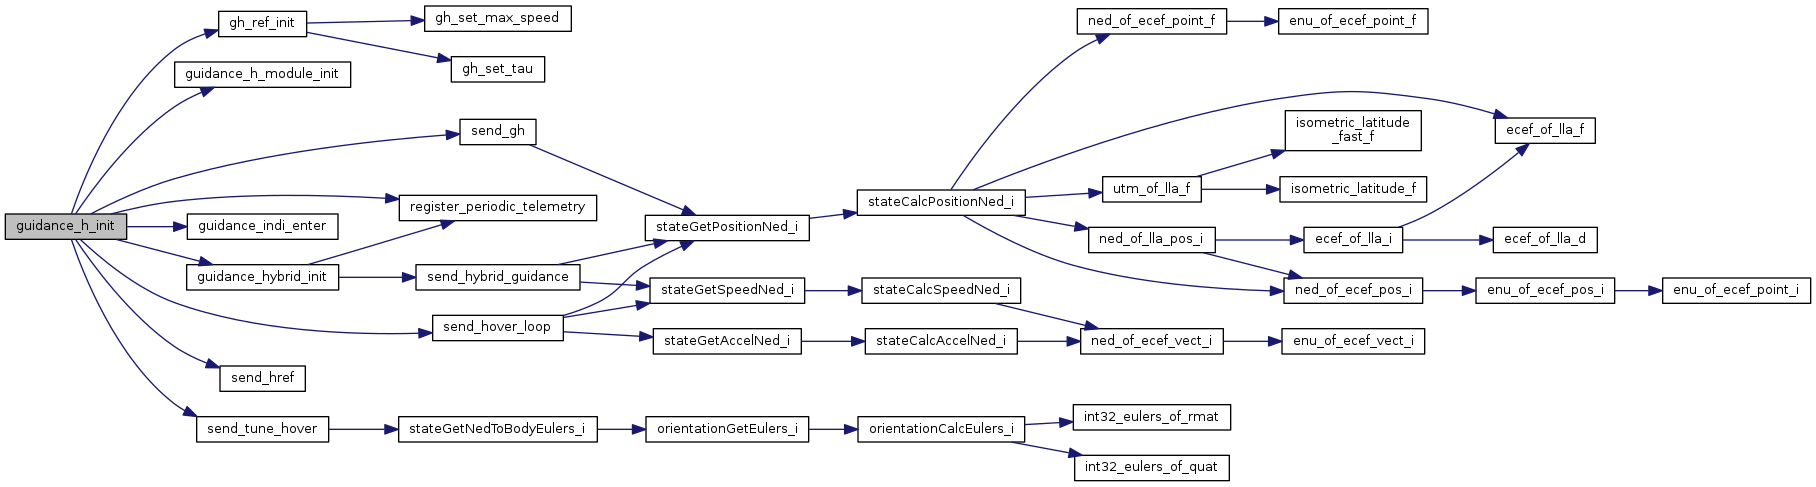 guidance_h_init
gh_ref_init
gh_set_max_speed
gh_set_tau
guidance_h_module_init
send_gh
register_periodic_telemetry
guidance_indi_enter
guidance_hybrid_init
send_hybrid_guidance
send_hover_loop
send_href
send_tune_hover
stateGetPositionNed_i
stateGetSpeedNed_i
stateGetAccelNed_i
stateGetNedToBodyEulers_i
orientationGetEulers_i
orientationCalcEulers_i
int32_eulers_of_rmat
int32_eulers_of_quat
stateCalcPositionNed_i
stateCalcSpeedNed_i
stateCalcAccelNed_i
ned_of_ecef_point_f
enu_of_ecef_point_f
utm_of_lla_f
isometric_latitude
_fast_f
isometric_latitude_f
ned_of_lla_pos_i
ecef_of_lla_i
ecef_of_lla_f
ecef_of_lla_d
ned_of_ecef_pos_i
enu_of_ecef_pos_i
enu_of_ecef_point_i
ned_of_ecef_vect_i
enu_of_ecef_vect_i